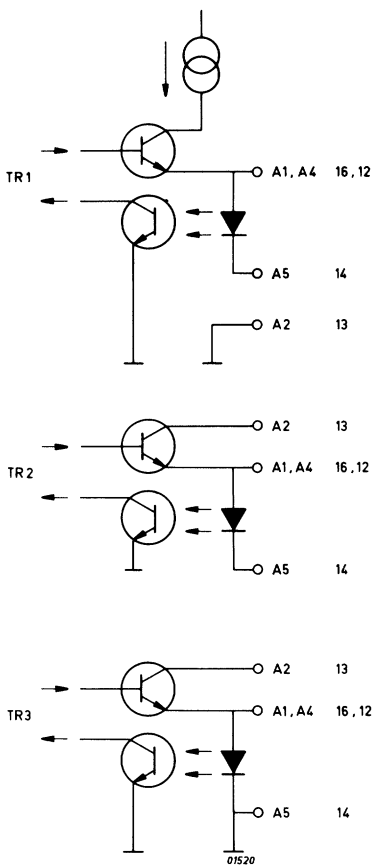 A1, A4 16, 12
TR1
A5 14
A2 13
A2 13
A1, A4 16, 12
TR2
A5 14
A2 13
A1, A4 16, 12
TR3
A5 14
01520